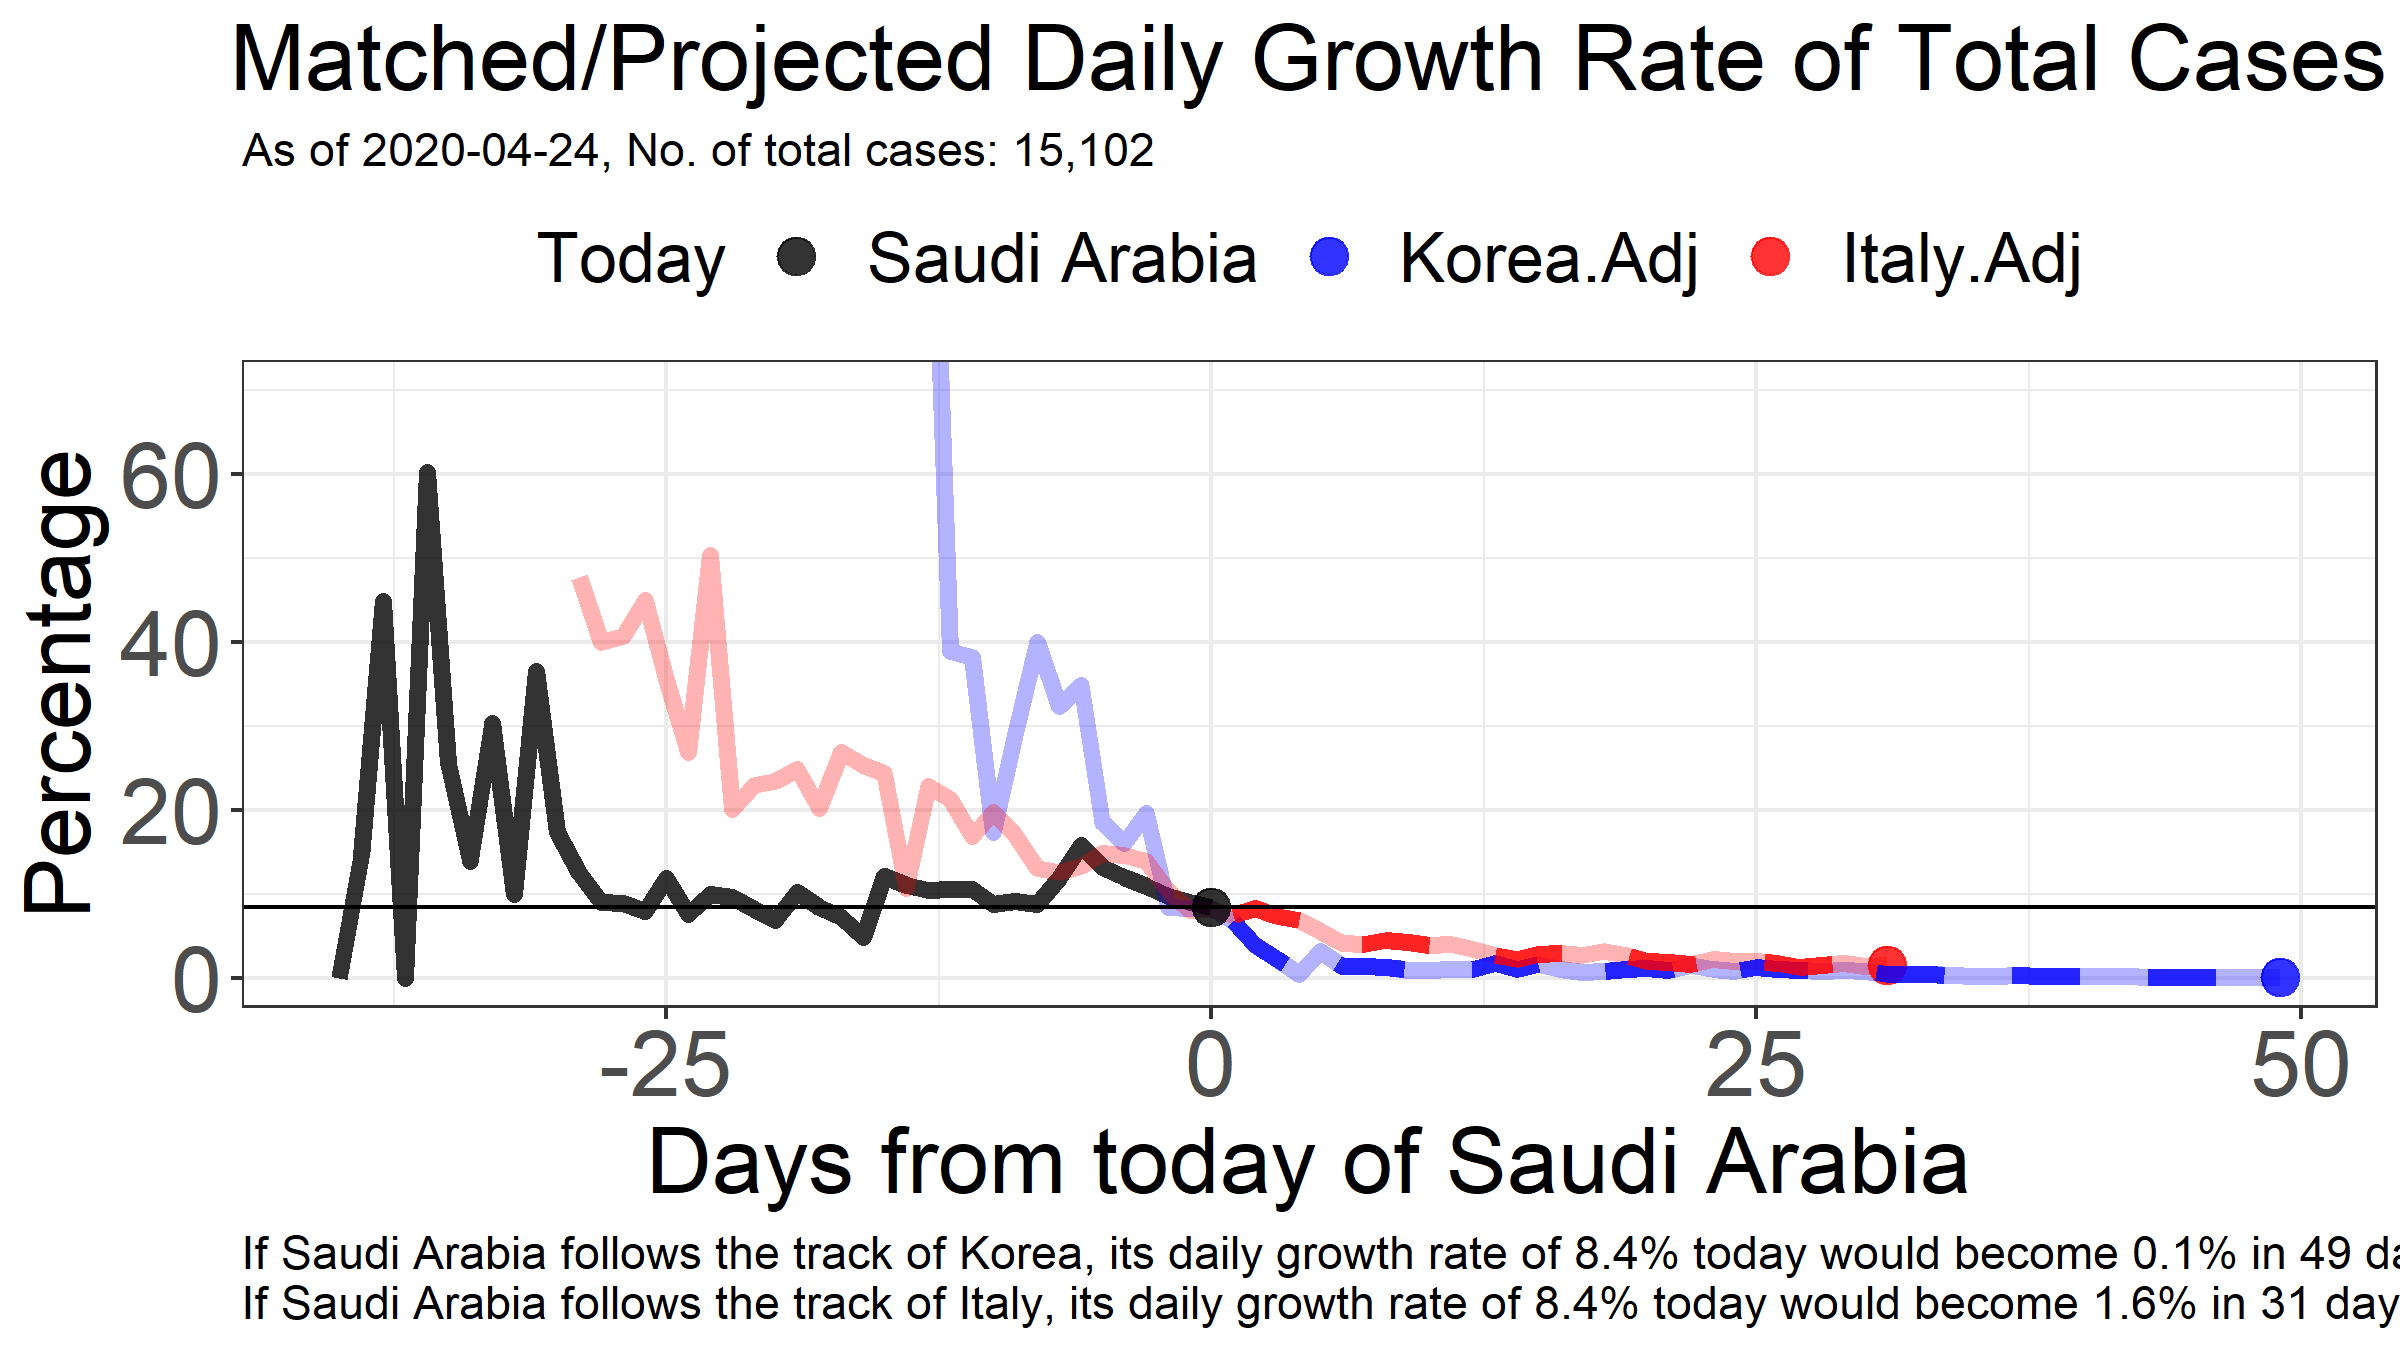 Matched/Projected Daily Growth Rate of Total Cases
As of 2020-04-24, No. of total cases: 15,102
Today Saudi Arabia Korea.Adj Italy.Adj
Percentage
60
40
20
0
-25 0 25 50
Days from today of Saudi Arabia
If Saudi Arabia follows the track of Korea, its daily growth rate of 8.4% today would become 0.1% in 49 da
If Saudi Arabia follows the track of Italy, its daily growth rate of 8.4% today would become 1.6% in 31 day